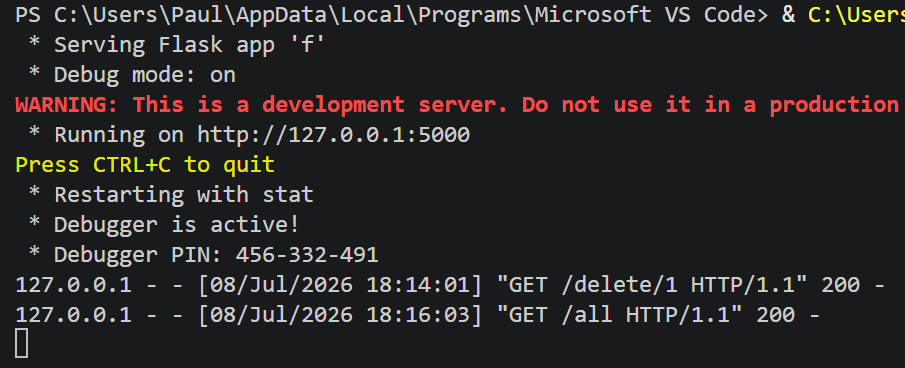 PS C:\Users\Paul\AppData\Local\Programs\Microsoft VS Code> & C:\Users
* Serving Flask app 'f'
* Debug mode: on
WARNING: This is a development server. Do not use it in a production
* Running on http://127.0.0.1:5000
Press CTRL+C to quit
* Restarting with stat
* Debugger is active!
* Debugger PIN: 456-332-491
127.0.0.1 - - [08/Jul/2026 18:14:01] "GET /delete/1 HTTP/1.1" 200 -
127.0.0.1 - - [08/Jul/2026 18:16:03] "GET /all HTTP/1.1" 200 -